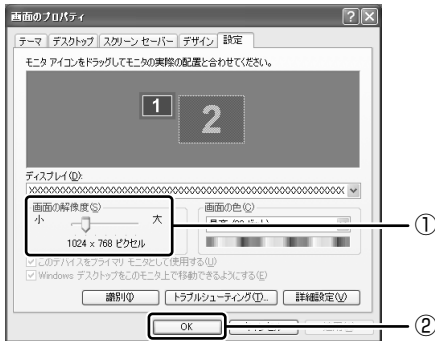 画面のプロパティ
テーマ デスクトップ スクリーン セーバー デザイン 設定
モニタ アイコンをドラッグしてモニタの実際の配置と合わせてください。
1
2
ディスプレイ(D):
画面の解像度(S)
小 大
1024 x 768 ピクセル
画面の色(C)
①
このデバイスをプライマリ モニタとして使用する(U)
Windows デスクトップをこのモニタ上で移動できるようにする(E)
識別(I) トラブルシューティング(T)... 詳細設定(V)
OK
②